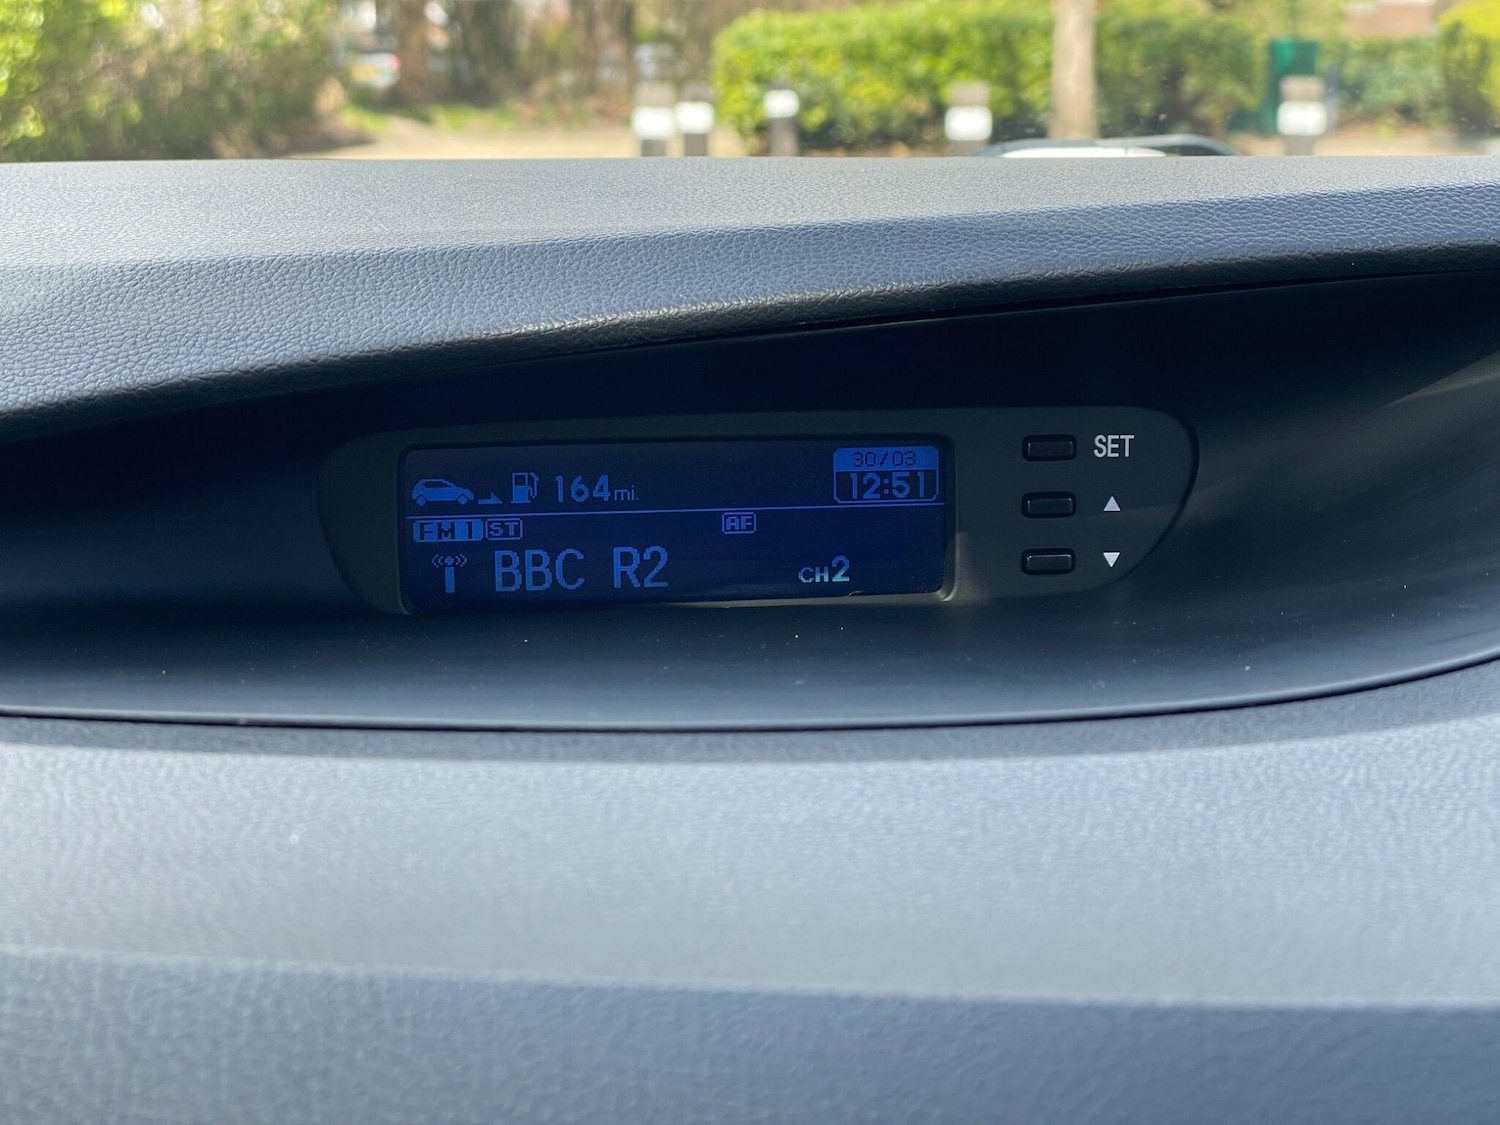 164mi.
30/03
12:51
FM1 ST
AF
BBC R2
CH2
SET